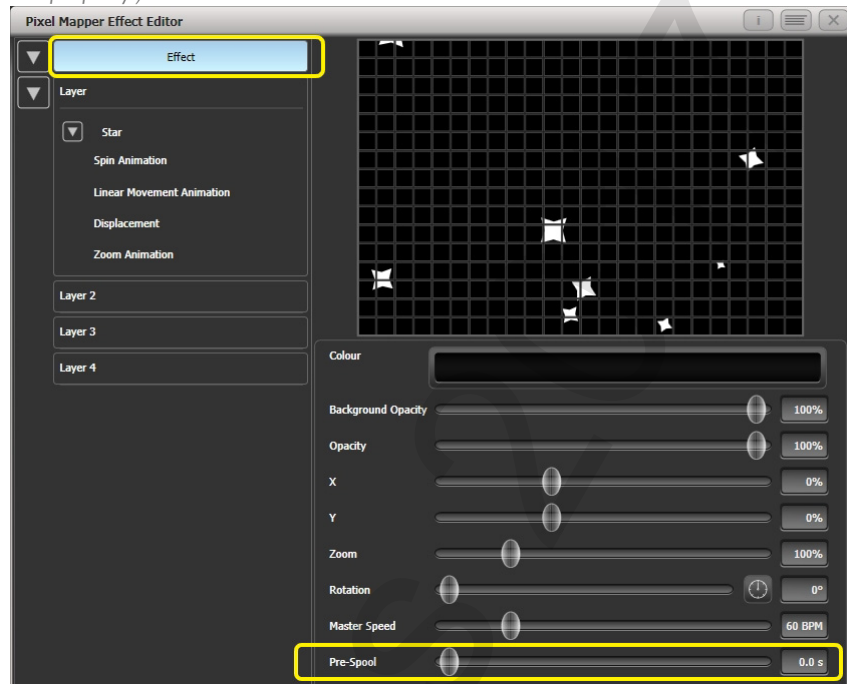 Pixel Mapper Effect Editor
Effect
Layer
Star
Spin Animation
Linear Movement Animation
Displacement
Zoom Animation
Layer 2
Layer 3
Layer 4
Colour
Background Opacity 100%
Opacity 100%
X 0%
Y 0%
Zoom 100%
Rotation 0°
Master Speed 60 BPM
Pre-Spool 0.0 s